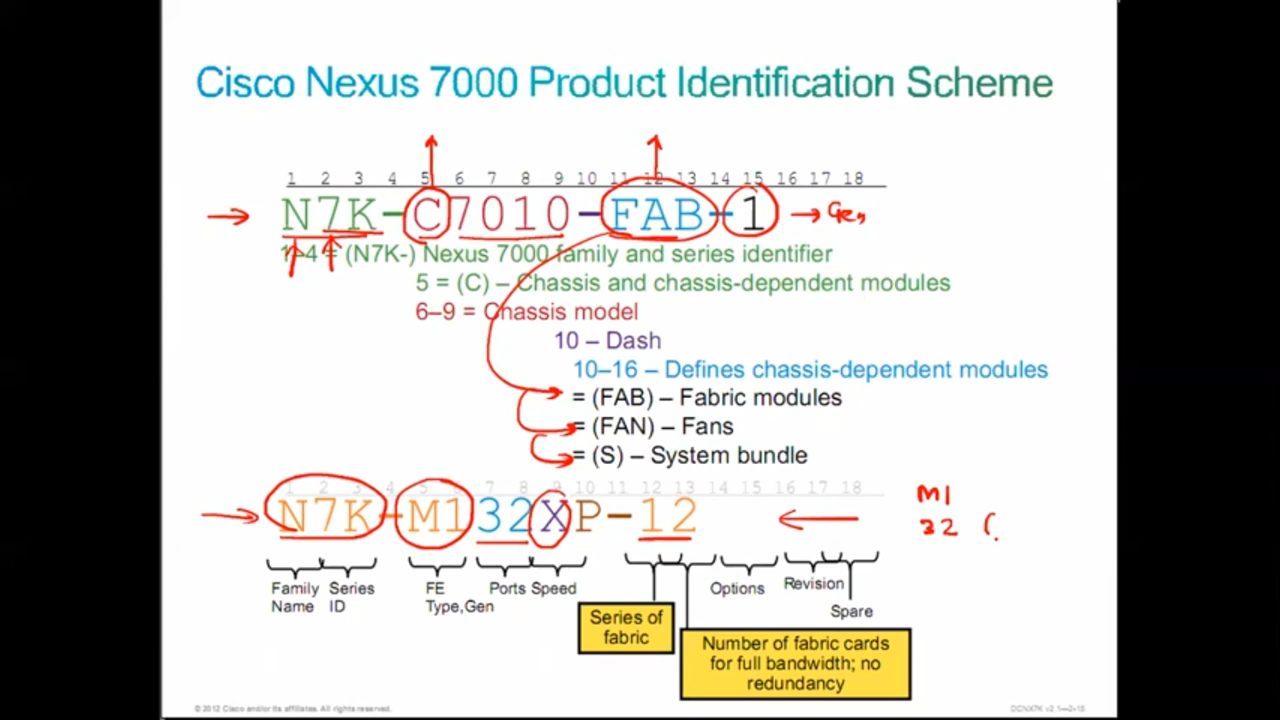 Cisco Nexus 7000 Product Identification Scheme
1 2 3 4 5 6 7 8 9 10 11 12 13 14 15 16 17 18
N7K-C7010-FAB-1
1–4 = (N7K-) Nexus 7000 family and series identifier
5 = (C) – Chassis and chassis-dependent modules
6–9 = Chassis model
10 – Dash
10–16 – Defines chassis-dependent modules
= (FAB) – Fabric modules
= (FAN) – Fans
= (S) – System bundle
1 2 3 4 5 6 7 8 9 10 11 12 13 14 15 16 17 18
N7K-M132XP-12
M1
32 (
Family Name
Series ID
FE Type,Gen
Ports
Speed
Options
Revision
Spare
Series of
fabric
Number of fabric cards
for full bandwidth; no
redundancy
© 2012 Cisco and/or its affiliates. All rights reserved.
DCNX7K v2.1—2-15